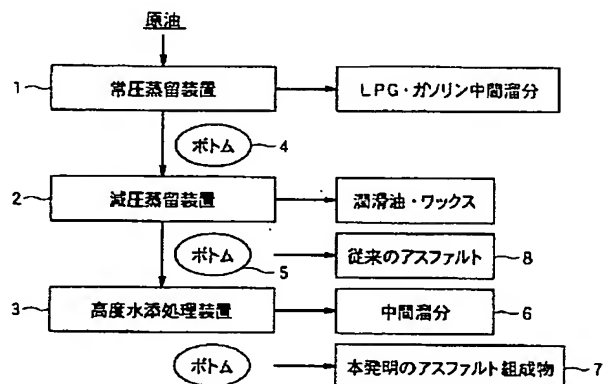 原油
1 常圧蒸留装置 LPG・ガソリン中間溜分
ボトム 4
2 減圧蒸留装置 潤滑油・ワックス
ボトム 5 従来のアスファルト 8
3 高度水添処理装置 中間溜分 6
ボトム 本発明のアスファルト組成物 7